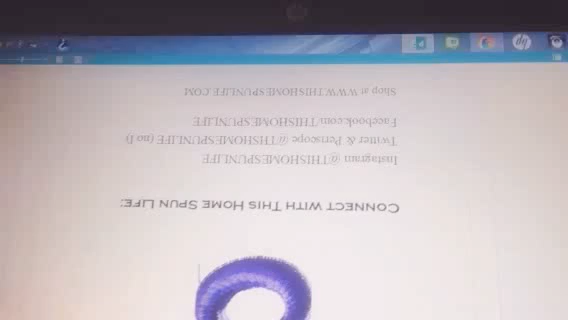 CONNECT WITH THIS HOME SPUN LIFE:
Instagram @THISHOMESPUNLIFE
Twitter & Periscope @THSHOMESPUNLIFE (no I)
Facebook.com/THISHOMESPUNLIFE
Shop at WWW.THISHOMESPUNLIFE.COM
hp